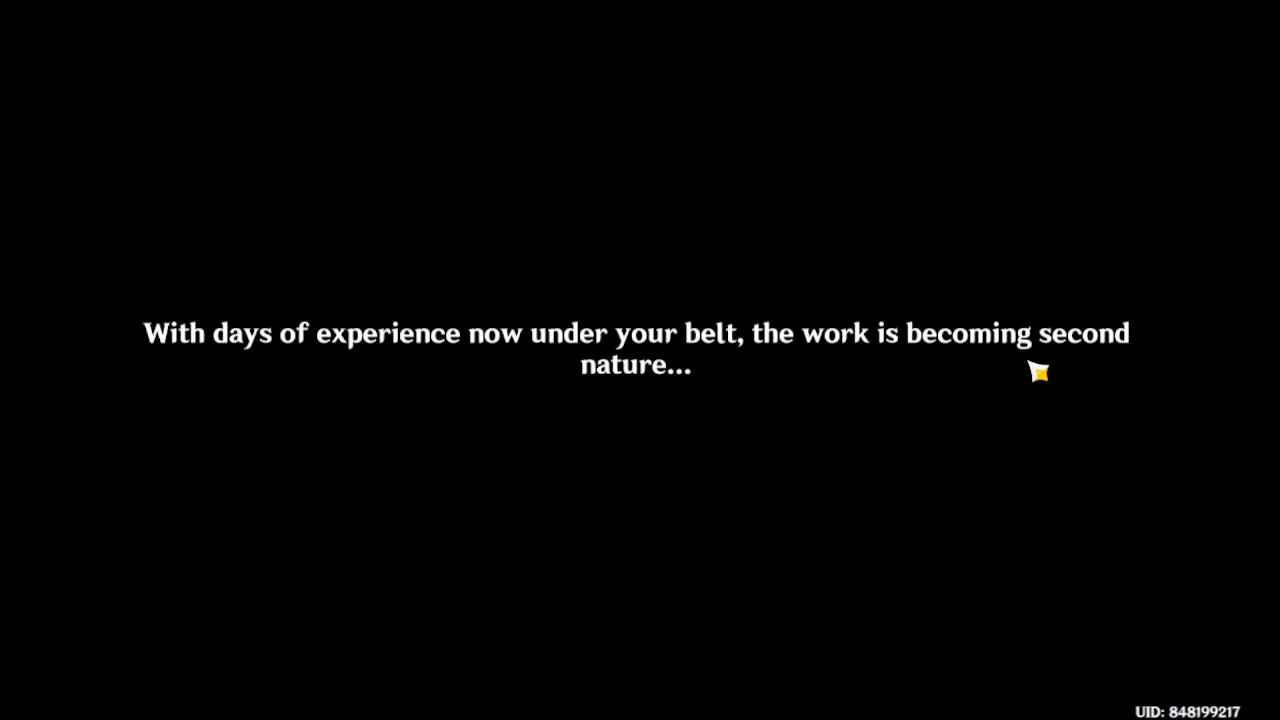 With days of experience now under your belt, the work is becoming second
nature...
UID: 848199217